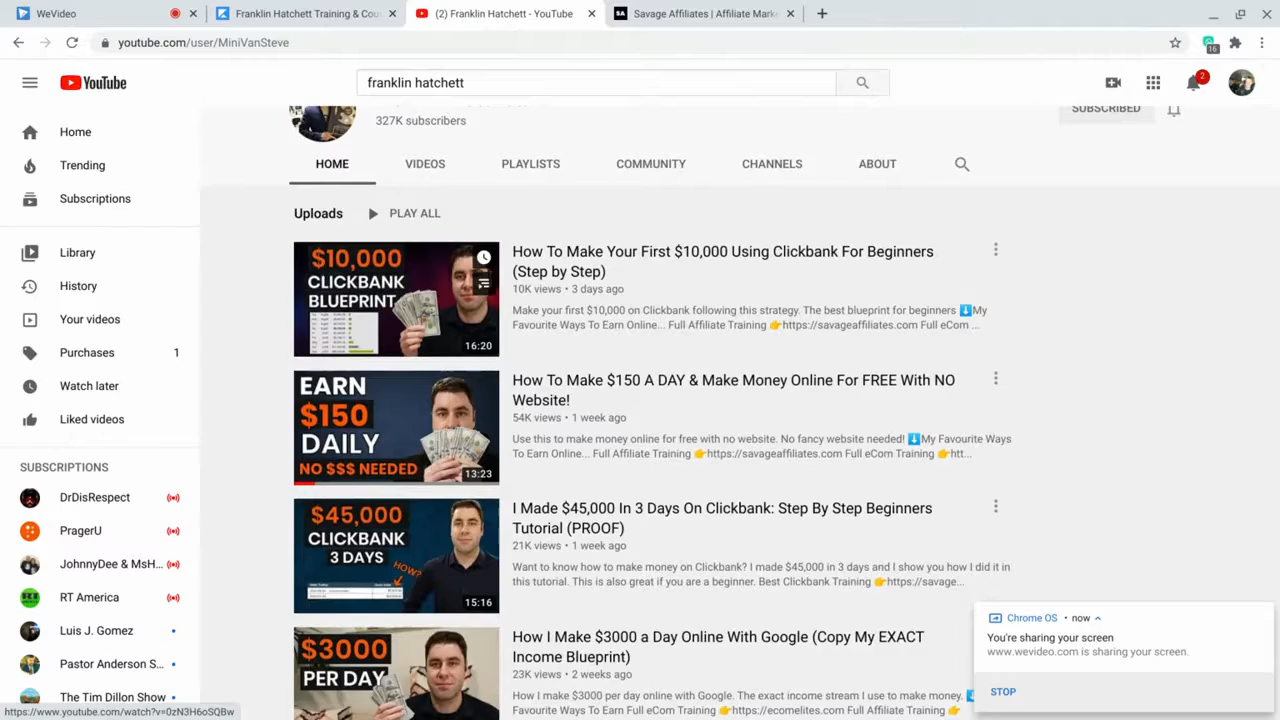 WeVideo
Franklin Hatchett Training & Cou
(2) Franklin Hatchett - YouTube
Savage Affiliates | Affiliate Mark
youtube.com/user/MiniVanSteve
16
YouTube
franklin hatchett
2
327K subscribers
SUBSCRIBED
HOME
VIDEOS
PLAYLISTS
COMMUNITY
CHANNELS
ABOUT
Home
Trending
Subscriptions
Library
History
Your videos
Purchases 1
Watch later
Liked videos
SUBSCRIPTIONS
DrDisRespect
PragerU
JohnnyDee & MsH...
RT America
Luis J. Gomez
Pastor Anderson S...
The Tim Dillon Show
https://www.youtube.com/watch?v=0zN3H6oSQBw
Uploads PLAY ALL
$10,000
CLICKBANK
BLUEPRINT
16:20
How To Make Your First $10,000 Using Clickbank For Beginners
(Step by Step)
10K views • 3 days ago
Make your first $10,000 on Clickbank following this strategy. The best blueprint for beginners ⬇️My
Favourite Ways To Earn Online... Full Affiliate Training 👉https://savageaffiliates.com Full eCom ...
EARN
$150
DAILY
NO $$$ NEEDED
13:23
How To Make $150 A DAY & Make Money Online For FREE With NO
Website!
54K views • 1 week ago
Use this to make money online for free with no website. No fancy website needed! ⬇️My Favourite Ways
To Earn Online... Full Affiliate Training 👉https://savageaffiliates.com Full eCom Training 👉htt...
$45,000
CLICKBANK
3 DAYS
HOW?
15:16
I Made $45,000 In 3 Days On Clickbank: Step By Step Beginners
Tutorial (PROOF)
21K views • 1 week ago
Want to know how to make money on Clickbank? I made $45,000 in 3 days and I show you how I did it in
this tutorial. This is also great if you are a beginner. Best Clickbank Training 👉https://savage...
$3000
PER DAY
How I Make $3000 a Day Online With Google (Copy My EXACT
Income Blueprint)
23K views • 2 weeks ago
How I make $3000 per day online with Google. The exact income stream I use to make money. ⬇️
Favourite Ways To Earn Online... Full Affiliate Training 👉https://ecomelites.com Full Affiliate Training 👉
Chrome OS • now
You're sharing your screen
www.wevideo.com is sharing your screen.
STOP